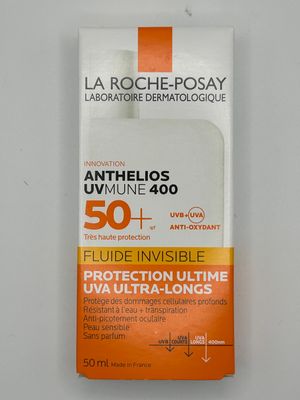 LA ROCHE-POSAY
LABORATOIRE DERMATOLOGIQUE
INNOVATION
ANTHELIOS
UVMUNE 400
50+
Très haute protection
UVB+UVA
ANTI-OXYDANT
FLUIDE INVISIBLE
PROTECTION ULTIME
UVA ULTRA-LONGS
Protège des dommages cellulaires profonds
Résistant à l'eau + transpiration
Anti-picotement oculaire
Peau sensible
Sans parfum
UVB
UVA
COURTS
UVA
LONGS
400nm
50 ml Made in France